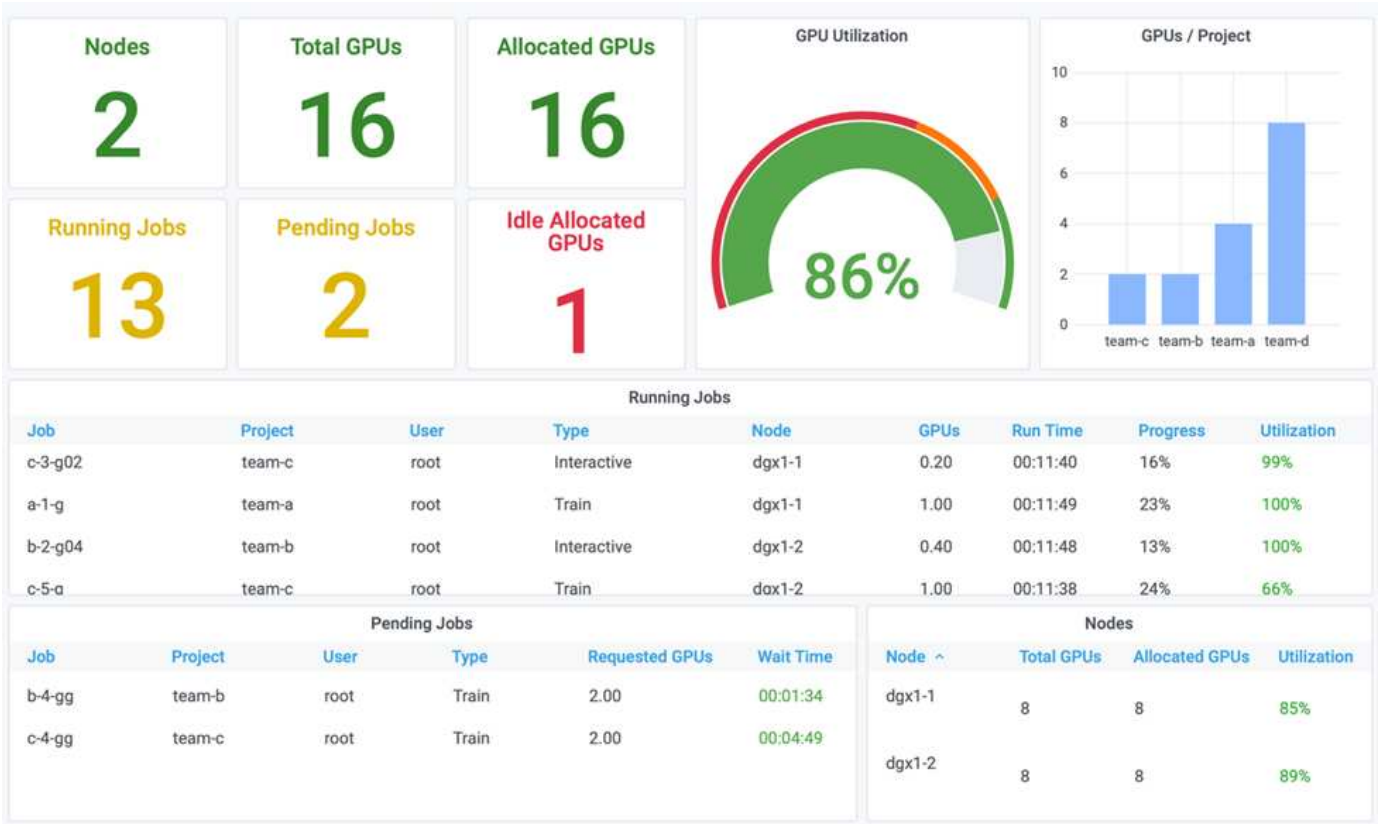 Nodes
2
Total GPUs
16
Allocated GPUs
16
Running Jobs
13
Pending Jobs
2
Idle Allocated
GPUs
1
GPU Utilization
86%
GPUs / Project
10
8
6
4
2
0
team-c team-b team-a team-d
Running Jobs
Job Project User Type Node GPUs Run Time Progress Utilization
c-3-g02 team-c root Interactive dgx1-1 0.20 00:11:40 16% 99%
a-1-g team-a root Train dgx1-1 1.00 00:11:49 23% 100%
b-2-g04 team-b root Interactive dgx1-2 0.40 00:11:48 13% 100%
c-5-g team-c root Train dgx1-2 1.00 00:11:38 24% 66%
Pending Jobs
Job Project User Type Requested GPUs Wait Time
b-4-gg team-b root Train 2.00 00:01:34
c-4-gg team-c root Train 2.00 00:04:49
Nodes
Node Total GPUs Allocated GPUs Utilization
dgx1-1 8 8 85%
dgx1-2 8 8 89%